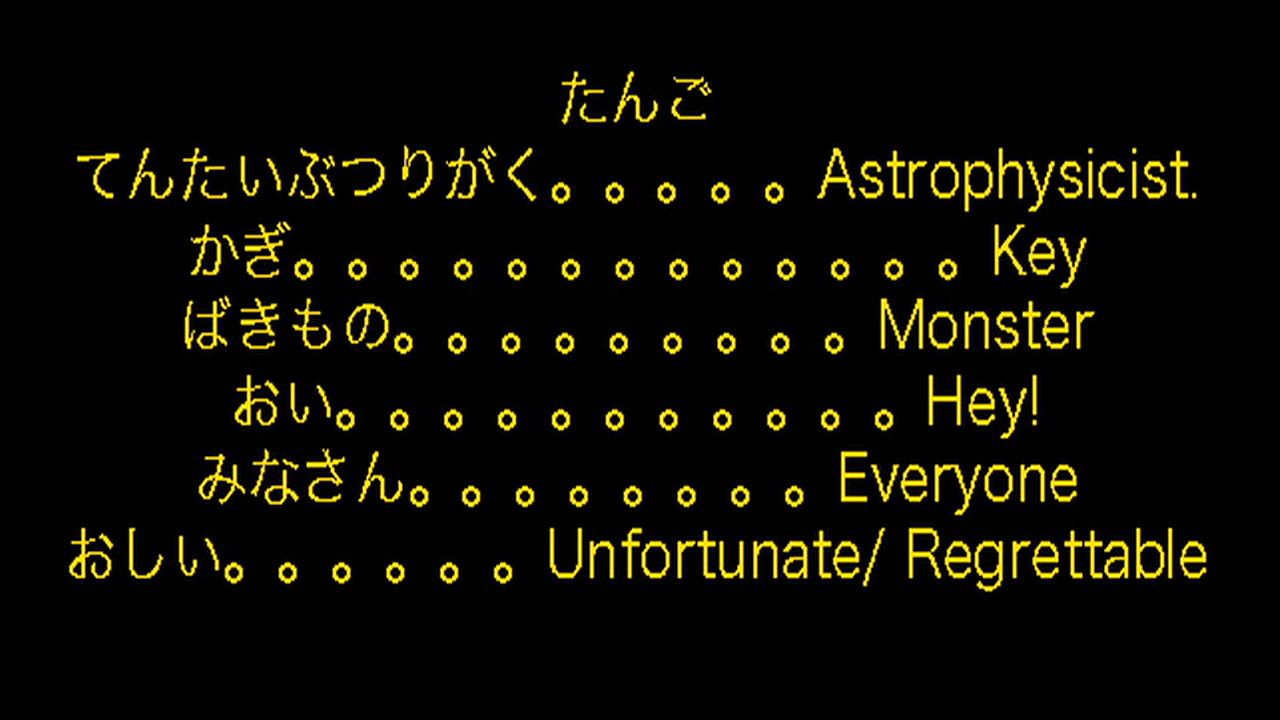 たんご
てんたいぶつりがく。。。。。Astrophysicist.
かぎ。。。。。。。。。。。。。Key
ばきもの。。。。。。。。。Monster
おい。。。。。。。。。。。Hey!
みなさん。。。。。。。。Everyone
おしい。。。。。。Unfortunate/ Regrettable